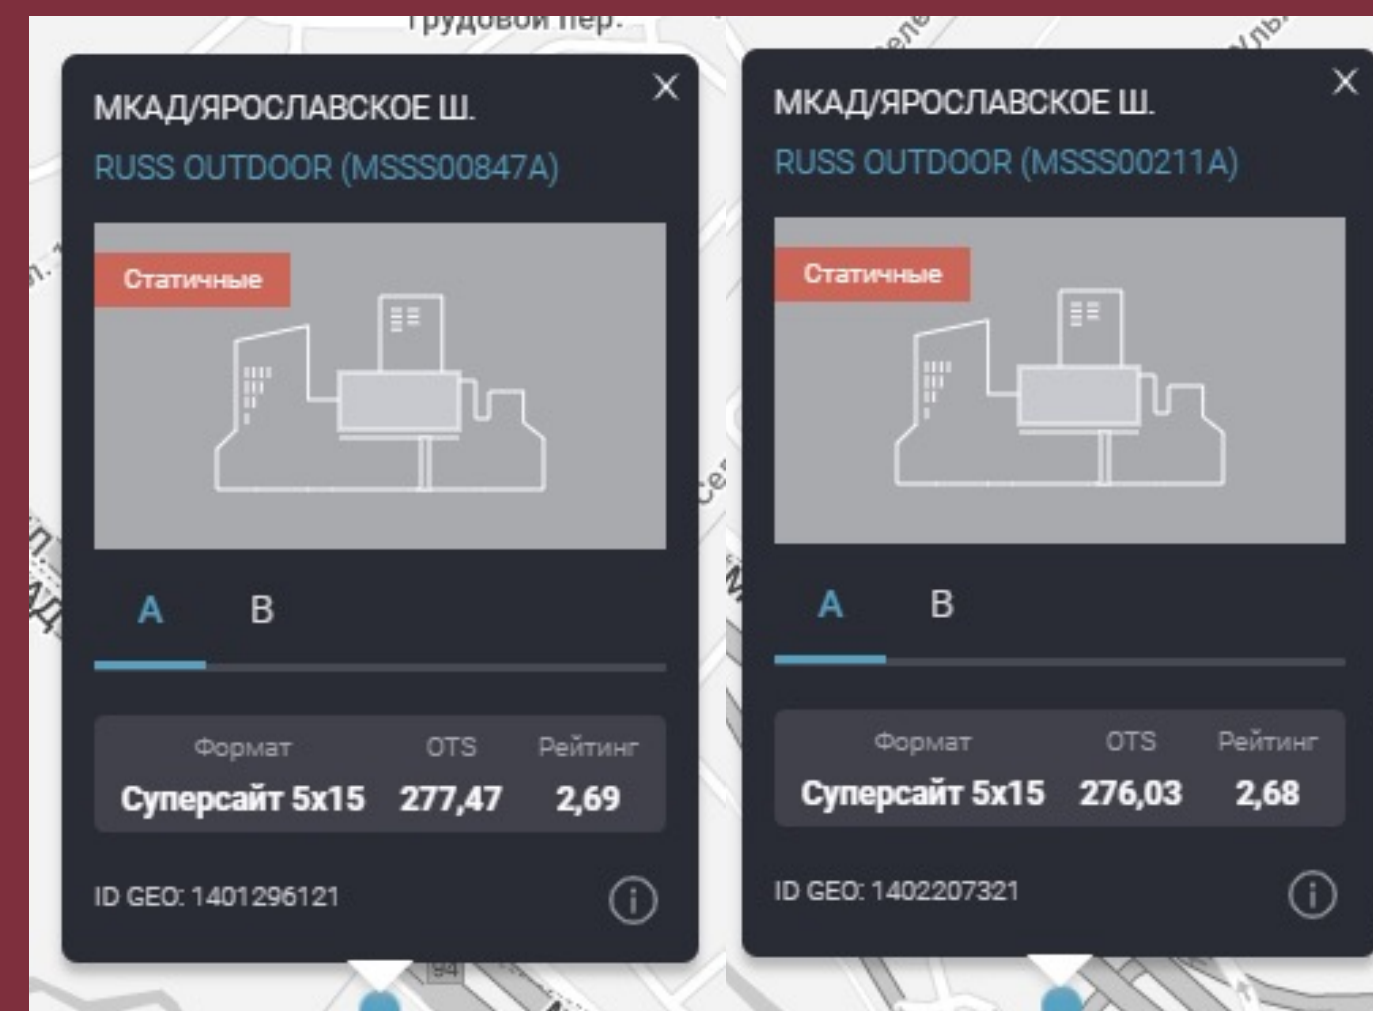 Трудовой пер.
МКАД/ЯРОСЛАВСКОЕ Ш.
RUSS OUTDOOR (MSSS00847A)
Статичные
A B
Формат OTS Рейтинг
Суперсайт 5x15 277,47 2,69
ID GEO: 1401296121
94
МКАД/ЯРОСЛАВСКОЕ Ш.
RUSS OUTDOOR (MSSS00211A)
Статичные
A B
Формат OTS Рейтинг
Суперсайт 5x15 276,03 2,68
ID GEO: 1402207321